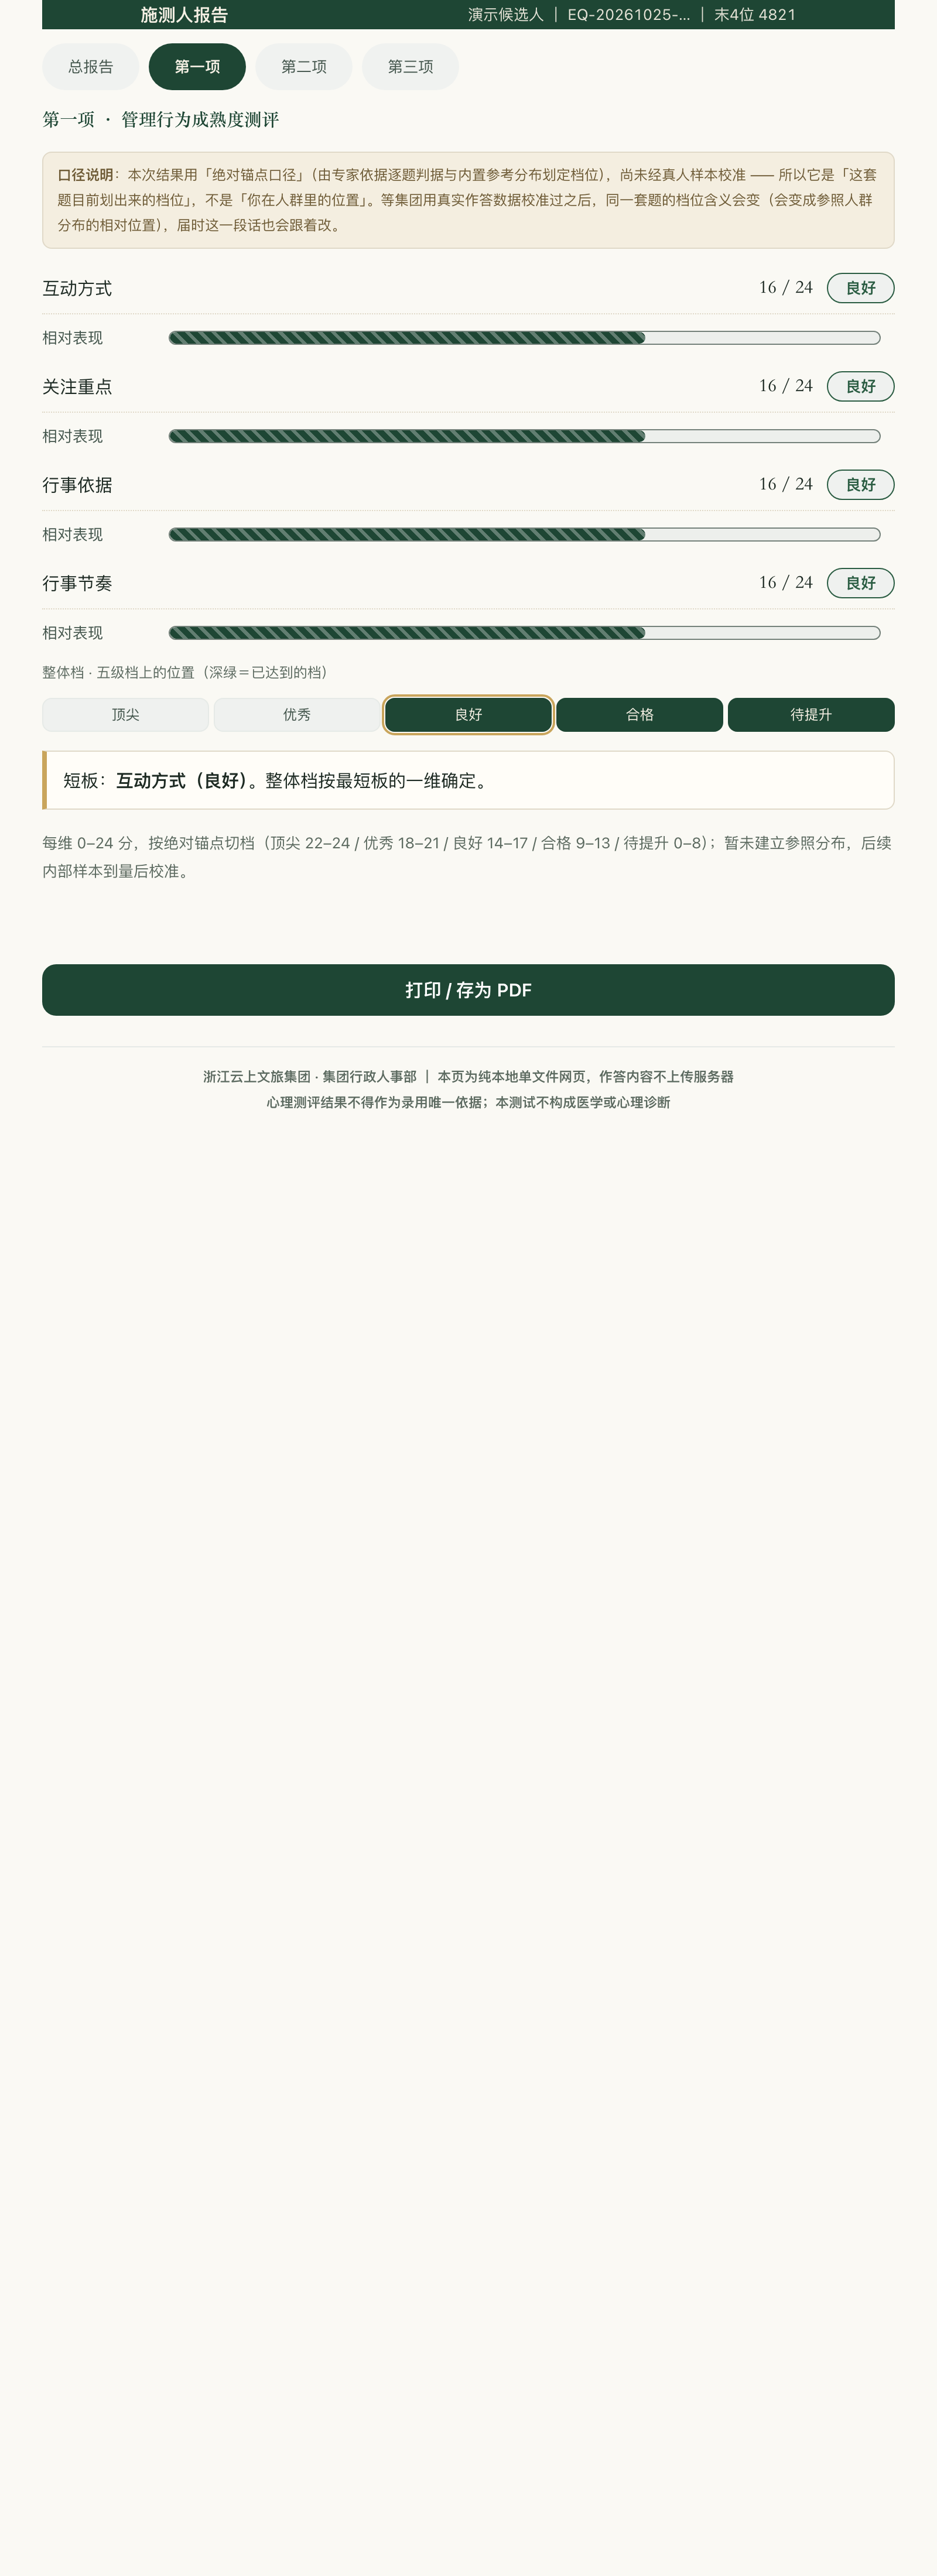 施测人报告
演示候选人 | EQ-20261025-... | 末4位 4821
总报告 第一项 第二项 第三项
第一项 · 管理行为成熟度测评
口径说明：本次结果用「绝对锚点口径」（由专家依据逐题判据与内置参考分布划定档位），尚未经真人样本校准 —— 所以它是「这套
题目前划出来的档位」，不是「你在人群里的位置」。等集团用真实作答数据校准过之后，同一套题的档位含义会变（会变成参照人群
分布的相对位置），届时这一段话也会跟着改。
互动方式 16 / 24 良好
相对表现
关注重点 16 / 24 良好
相对表现
行事依据 16 / 24 良好
相对表现
行事节奏 16 / 24 良好
相对表现
整体档 · 五级档上的位置（深绿＝已达到的档）
顶尖 优秀 良好 合格 待提升
短板：互动方式（良好）。整体档按最短板的一维确定。
每维 0–24 分，按绝对锚点切档（顶尖 22–24 / 优秀 18–21 / 良好 14–17 / 合格 9–13 / 待提升 0–8）；暂未建立参照分布，后续
内部样本到量后校准。
打印 / 存为 PDF
浙江云上文旅集团 · 集团行政人事部 | 本页为纯本地单文件网页，作答内容不上传服务器
心理测评结果不得作为录用唯一依据；本测试不构成医学或心理诊断